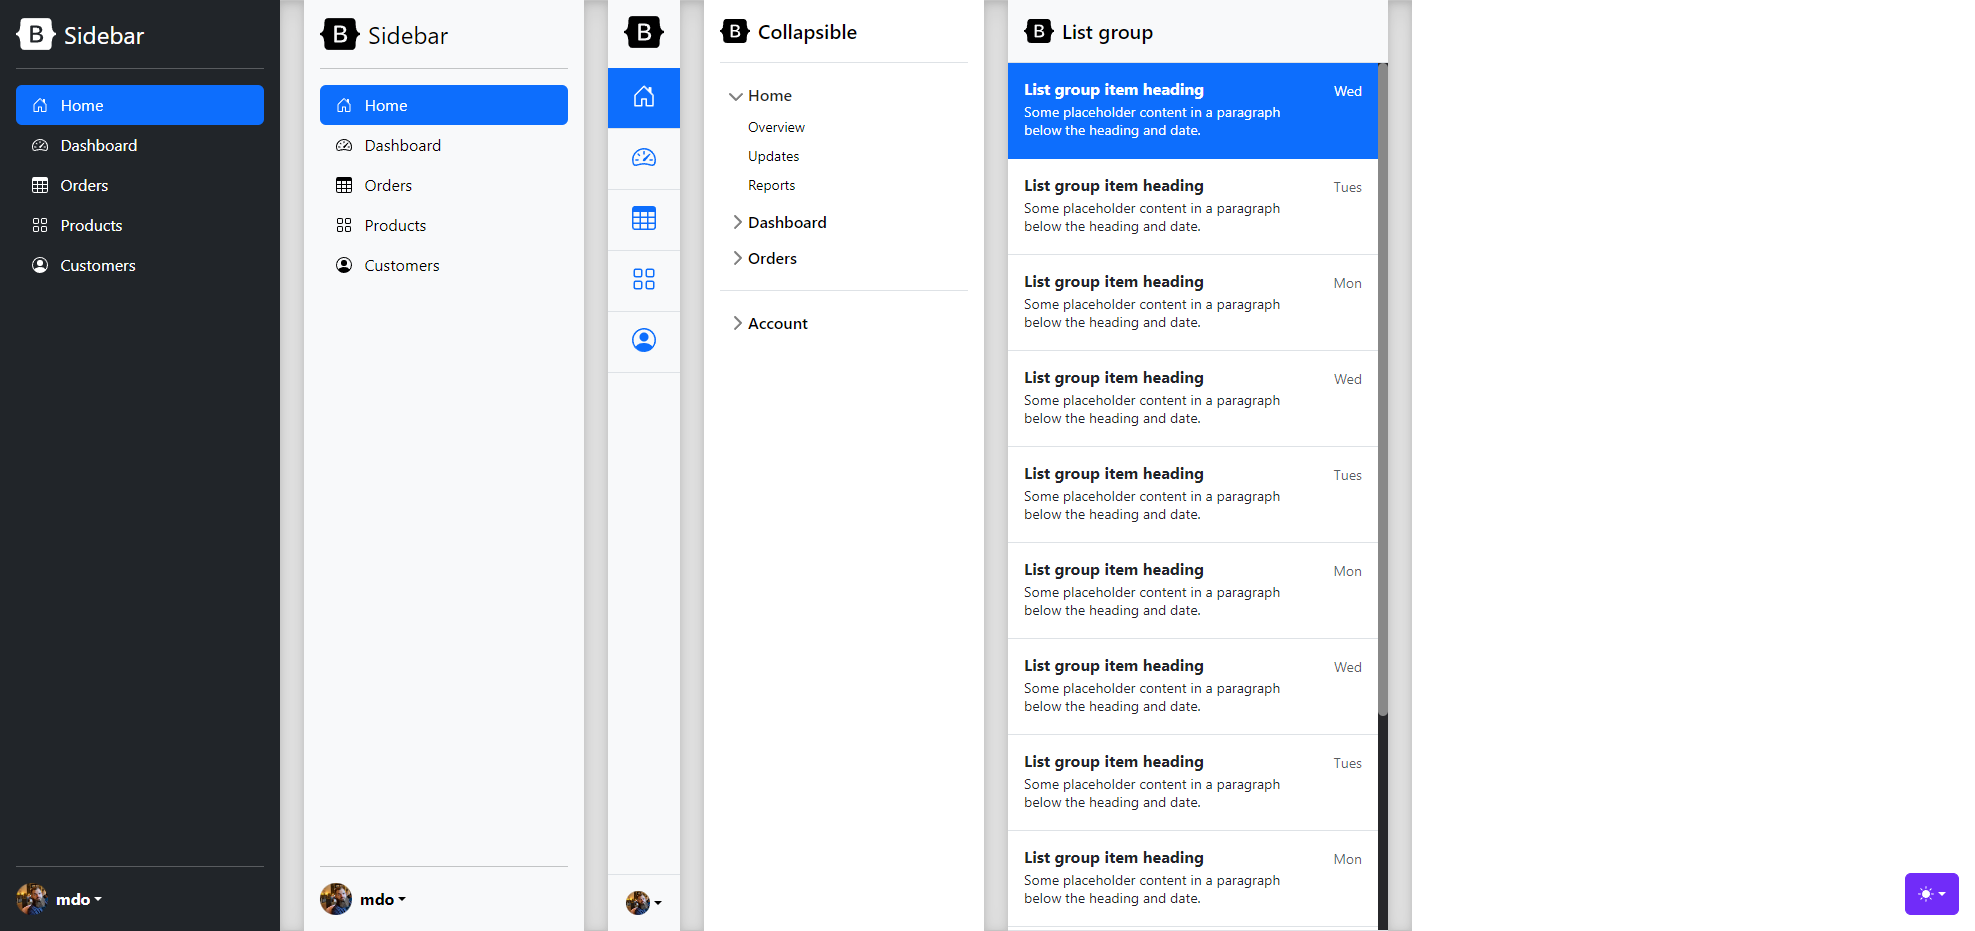 B Sidebar
Home
Dashboard
Orders
Products
Customers
mdo
B Sidebar
Home
Dashboard
Orders
Products
Customers
mdo
B
B Collapsible
Home
Overview
Updates
Reports
Dashboard
Orders
Account
B List group
List group item heading Wed
Some placeholder content in a paragraph
below the heading and date.
List group item heading Tues
Some placeholder content in a paragraph
below the heading and date.
List group item heading Mon
Some placeholder content in a paragraph
below the heading and date.
List group item heading Wed
Some placeholder content in a paragraph
below the heading and date.
List group item heading Tues
Some placeholder content in a paragraph
below the heading and date.
List group item heading Mon
Some placeholder content in a paragraph
below the heading and date.
List group item heading Wed
Some placeholder content in a paragraph
below the heading and date.
List group item heading Tues
Some placeholder content in a paragraph
below the heading and date.
List group item heading Mon
Some placeholder content in a paragraph
below the heading and date.